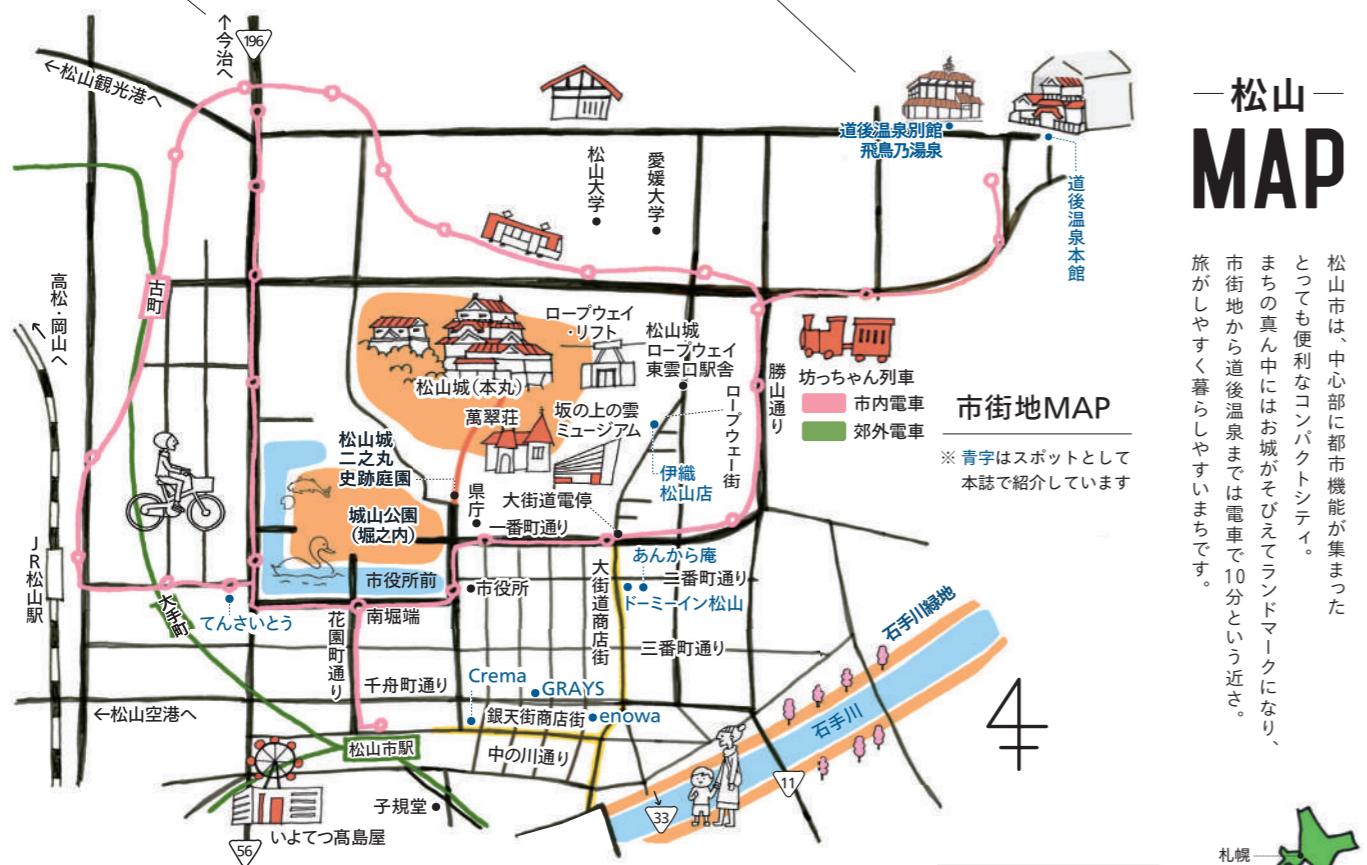 松山
MAP
松山市は、中心部に都市機能が集まった
とっても便利なコンパクトシティ。
まちの真ん中にはお城がそびえてランドマークになり、
市街地から道後温泉までは電車で10分という近さ。
旅がしやすく暮らしやすいまちです。
↑今治へ
196
←松山観光港へ
道後温泉別館
飛鳥乃湯泉
道後温泉本館
松山大学
愛媛大学
高松・岡山へ
古町
ロープウェイ
・リフト
松山城
ロープウェイ
東雲口駅舎
松山城(本丸)
ロープウェー街
勝山通り
坊っちゃん列車
市内電車
郊外電車
市街地MAP
※ 青字はスポットとして
本誌で紹介しています
萬翠荘
坂の上の雲
ミュージアム
松山城
二之丸
史跡庭園
伊織
松山店
県庁
大街道電停
一番町通り
城山公園
(堀之内)
JR松山駅
あんから庵
市役所前
市役所
二番町通り
ドーミーイン松山
大手町
てんさいとう
南堀端
花園町通り
大街道商店街
三番町通り
石手川緑地
千舟町通り
Crema
GRAYS
←松山空港へ
銀天街商店街
enowa
石手川
松山市駅
中の川通り
11
33
子規堂
いよてつ髙島屋
56
札幌